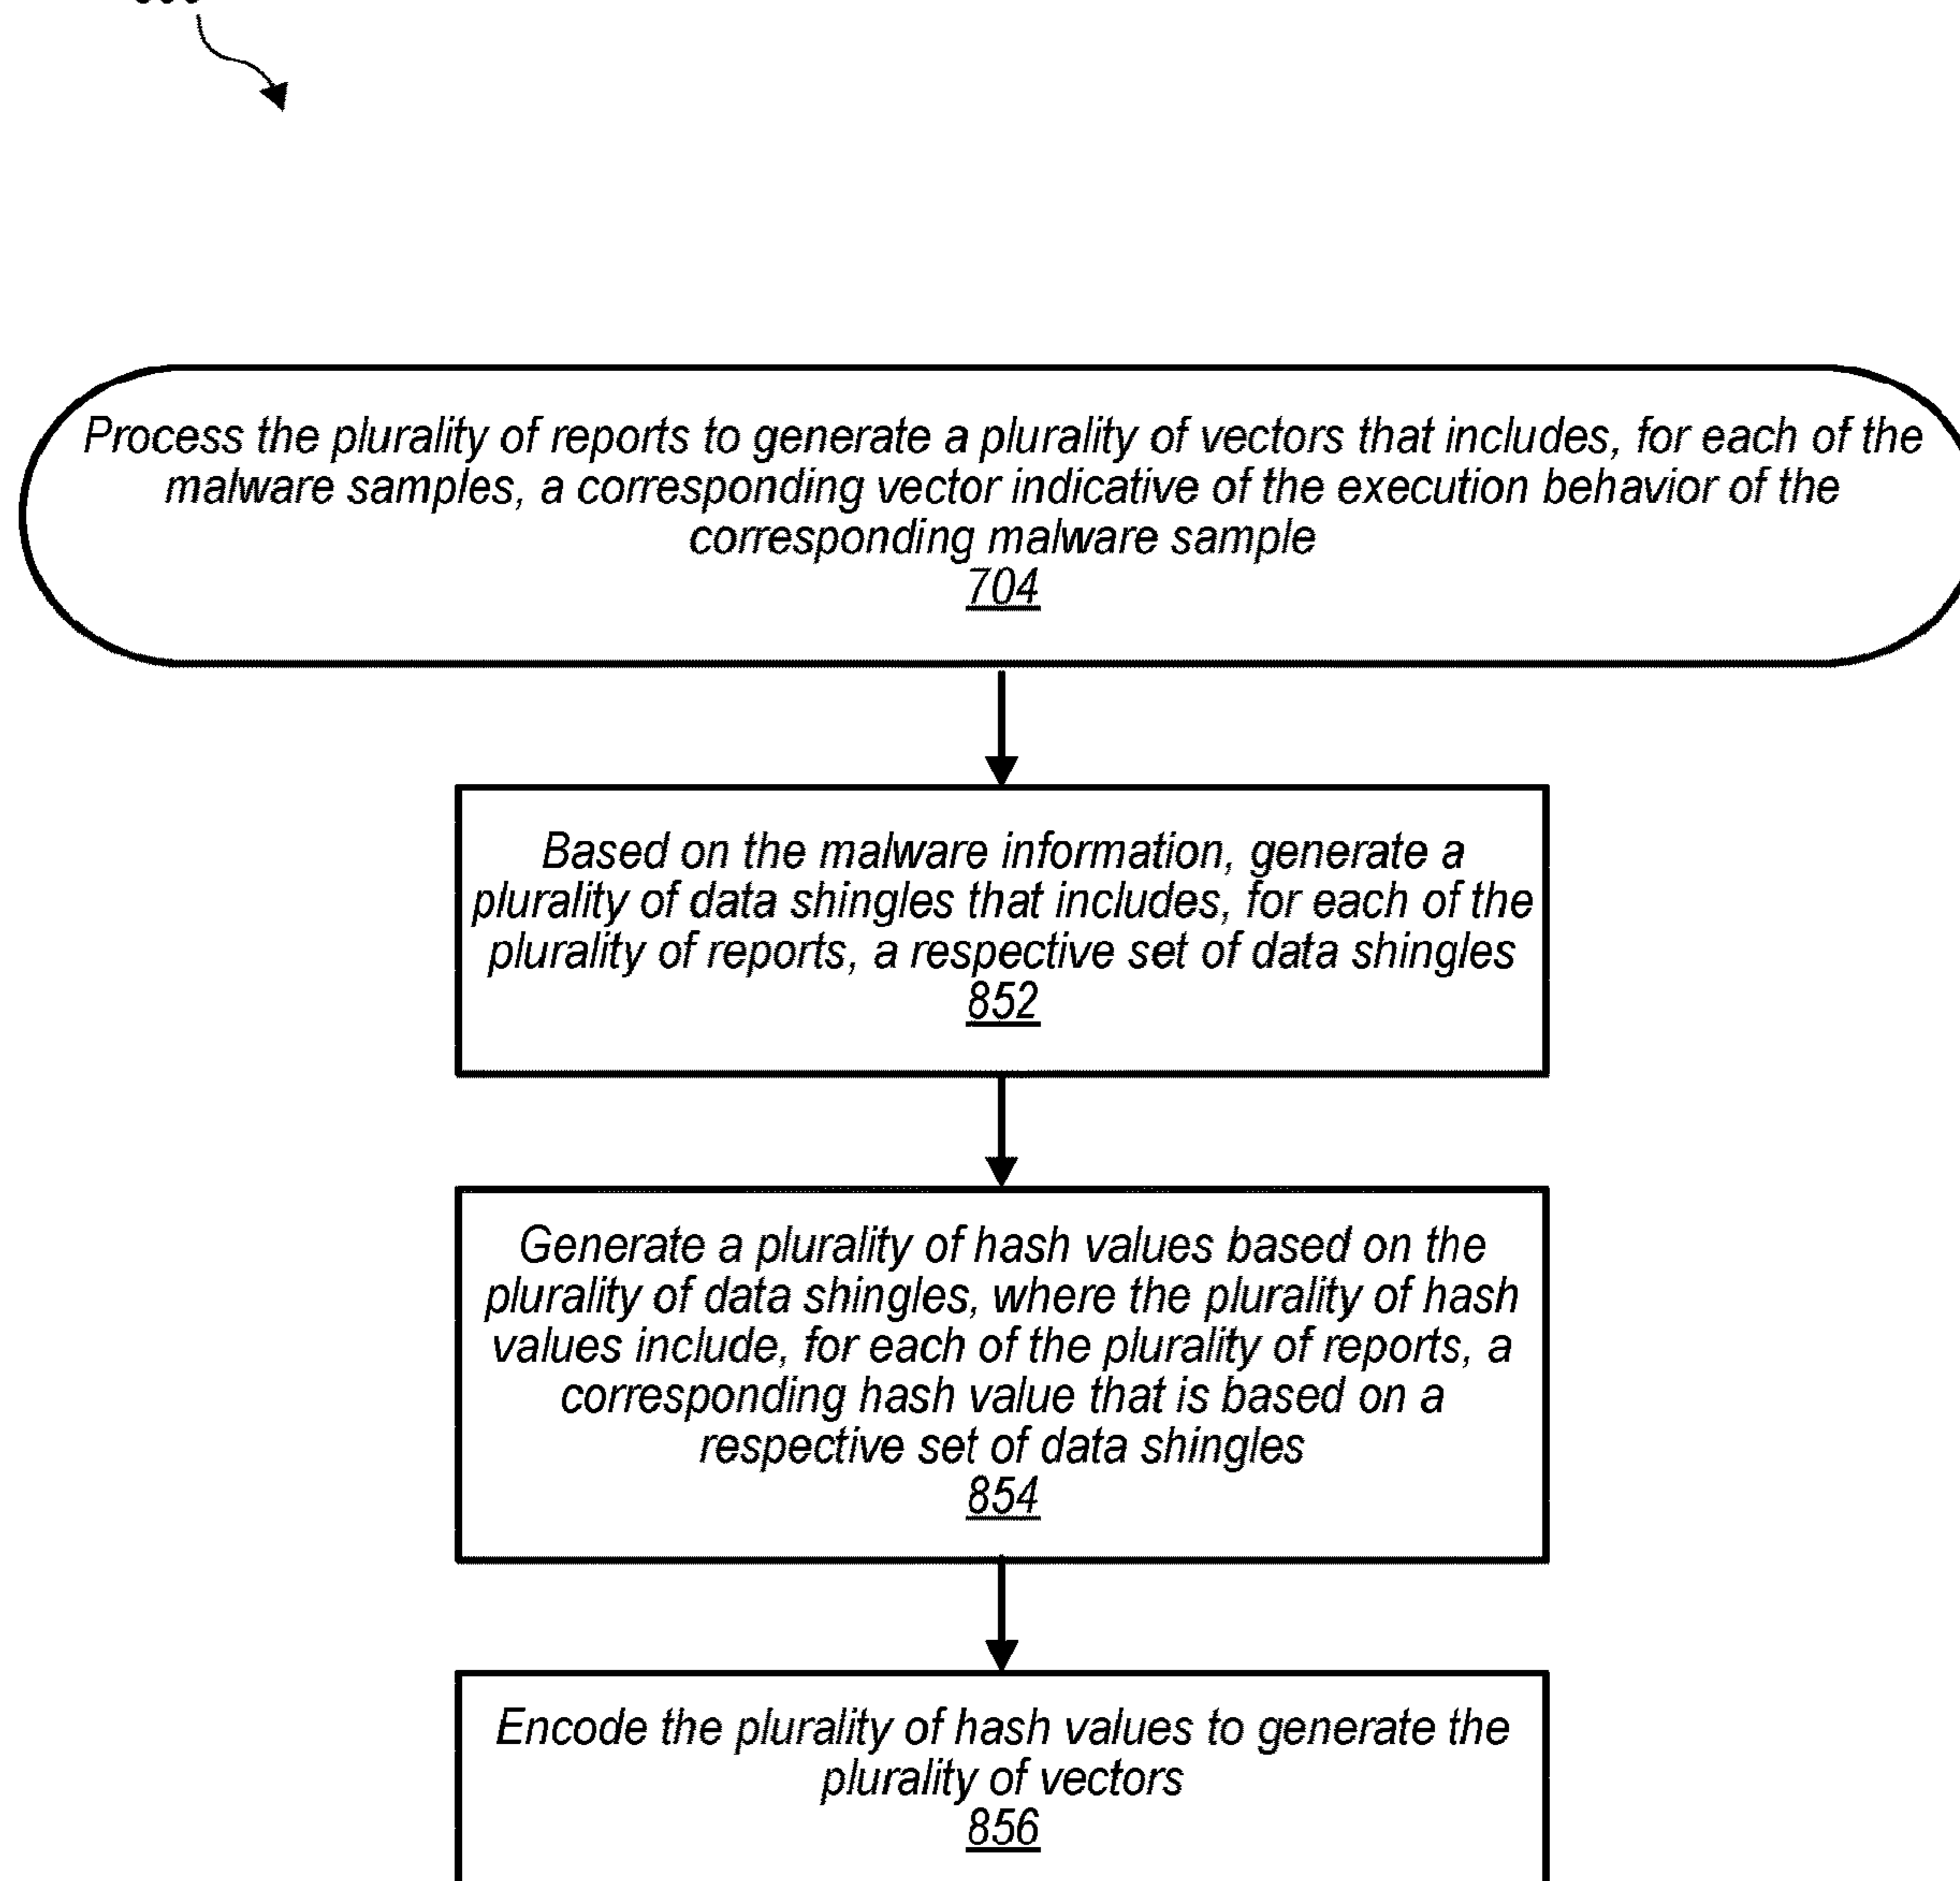 Process the plurality of reports to generate a plurality of vectors that includes, for each of the
malware samples, a corresponding vector indicative of the execution behavior of the
corresponding malware sample
704
Based on the malware information, generate a
plurality of data shingles that includes, for each of the
plurality of reports, a respective set of data shingles
852
Generate a plurality of hash values based on the
plurality of data shingles, where the plurality of hash
values include, for each of the plurality of reports, a
corresponding hash value that is based on a
respective set of data shingles
854
Encode the plurality of hash values to generate the
plurality of vectors
856